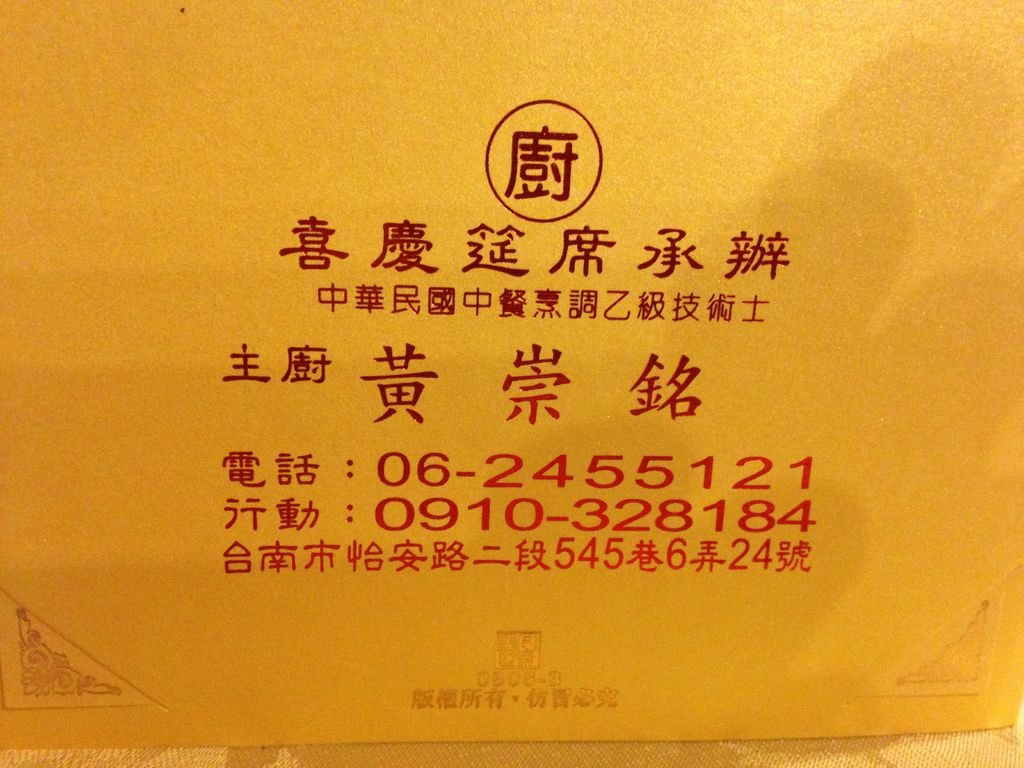 廚
喜慶筵席承辦
中華民國中餐烹調乙級技術士
主廚 黃崇銘
電話：06-2455121
行動：0910-328184
台南市怡安路二段545巷6弄24號
版權所有，仿冒必究